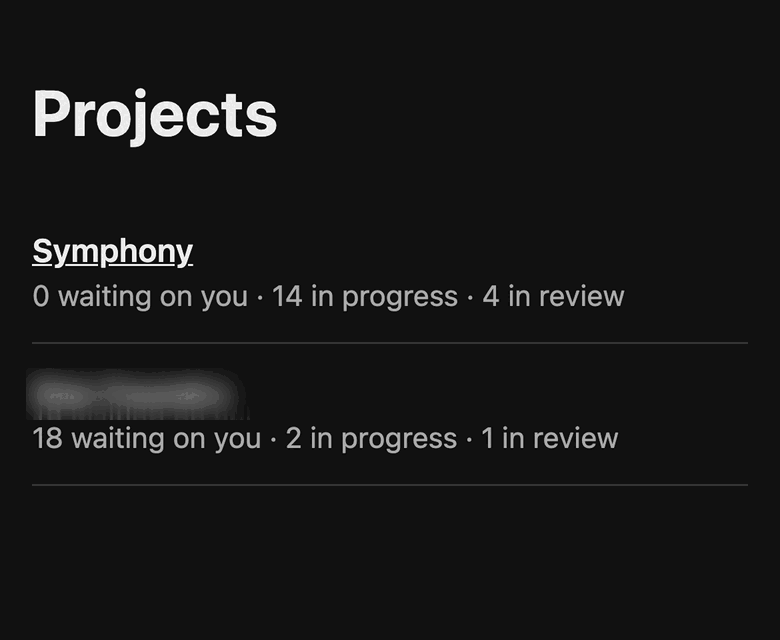 Projects
Symphony
0 waiting on you · 14 in progress · 4 in review
18 waiting on you · 2 in progress · 1 in review